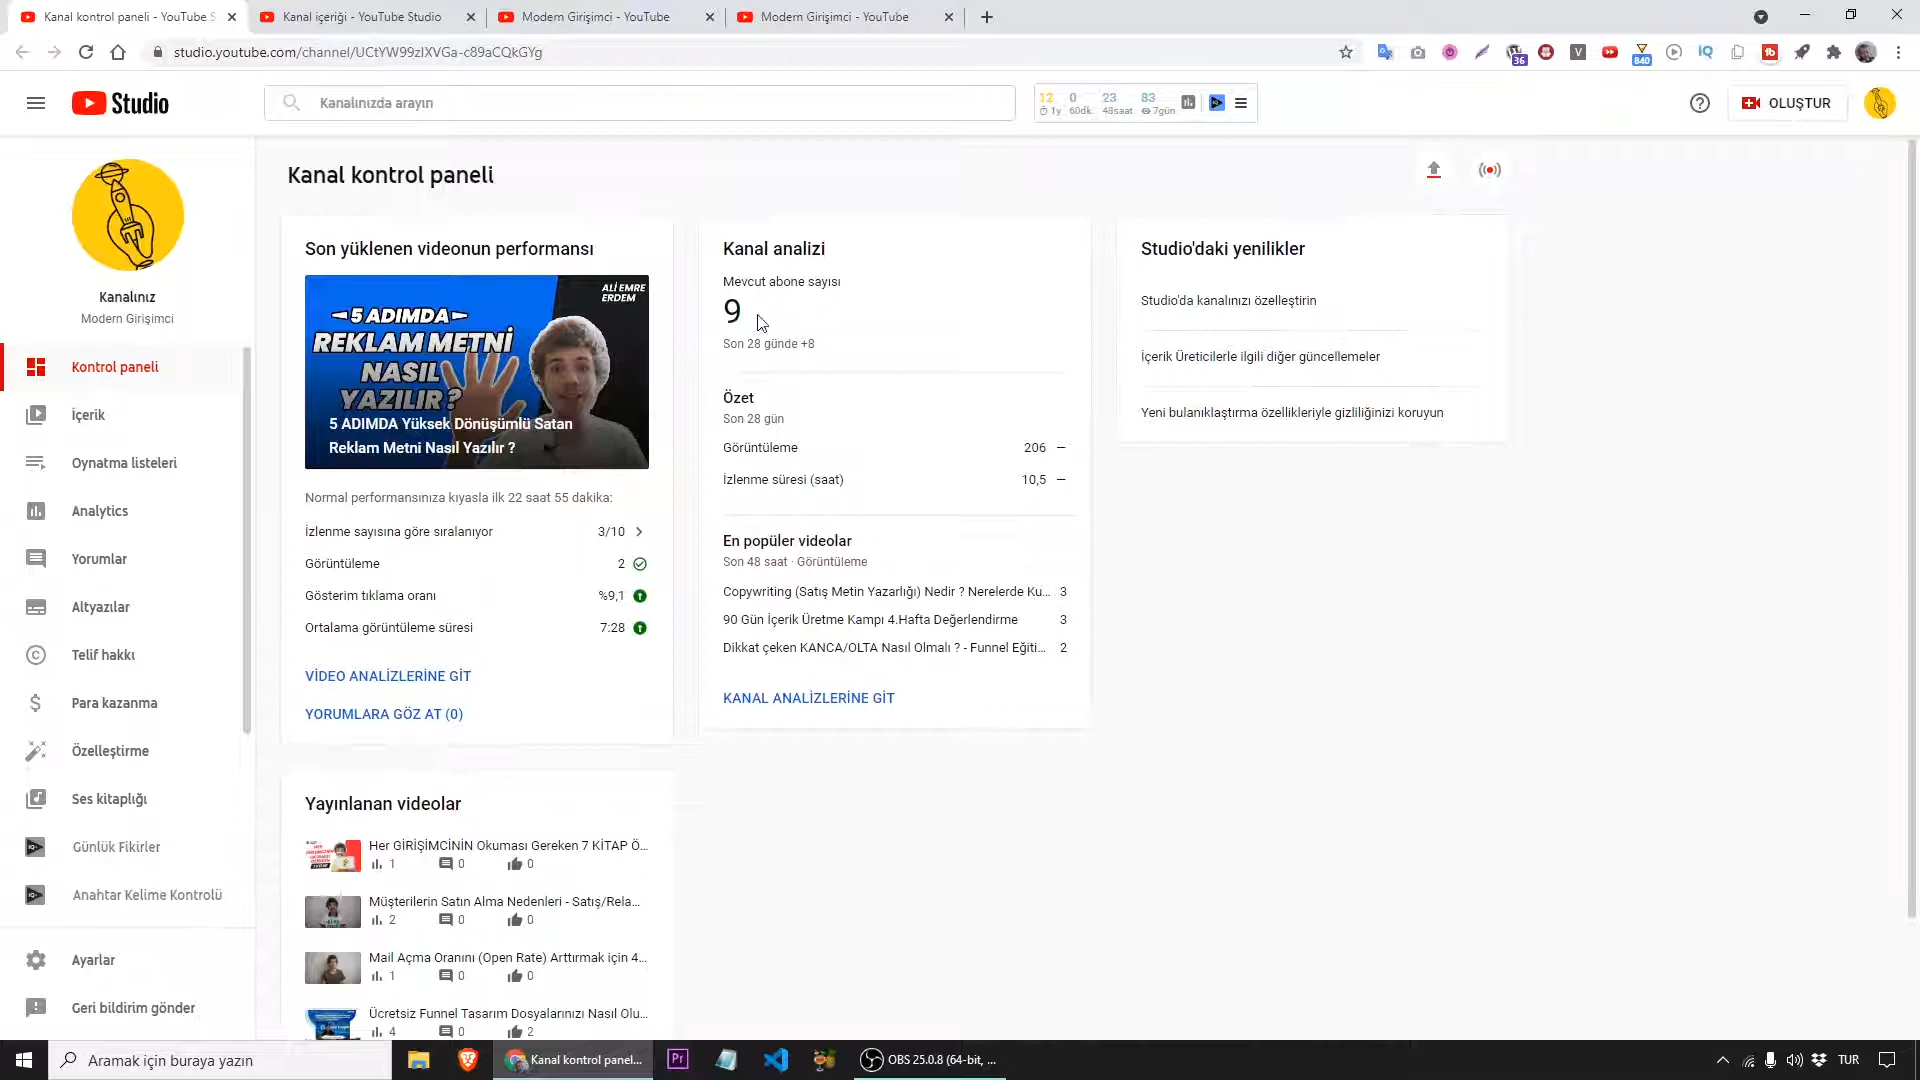 Kanal kontrol paneli - YouTube S
Kanal içeriği - YouTube Studio
Modern Girişimci - YouTube
Modern Girişimci - YouTube
studio.youtube.com/channel/UCtYW99zIXVGa-c89aCQkGYg
36
V
840
IQ
Studio
Kanalınızda arayın
12 0 23 83
1y 60dk. 48saat 7gün
OLUŞTUR
Kanalınız
Modern Girişimci
Kontrol paneli
İçerik
Oynatma listeleri
Analytics
Yorumlar
Altyazılar
Telif hakkı
Para kazanma
Özelleştirme
Ses kitaplığı
Günlük Fikirler
Anahtar Kelime Kontrolü
Ayarlar
Geri bildirim gönder
Kanal kontrol paneli
Son yüklenen videonun performansı
ALİ EMRE
ERDEM
5 ADIMDA
REKLAM METNİ
NASIL
YAZILIR ?
5 ADIMDA Yüksek Dönüşümlü Satan
Reklam Metni Nasıl Yazılır ?
Normal performansınıza kıyasla ilk 22 saat 55 dakika:
İzlenme sayısına göre sıralanıyor 3/10
Görüntüleme 2
Gösterim tıklama oranı %9,1
Ortalama görüntüleme süresi 7:28
VİDEO ANALİZLERİNE GİT
YORUMLARA GÖZ AT (0)
Yayınlanan videolar
Her GİRİŞİMCİNİN Okuması Gereken 7 KİTAP Ö...
1 0 0
Müşterilerin Satın Alma Nedenleri - Satış/Rela...
2 0 0
Mail Açma Oranını (Open Rate) Arttırmak için 4...
1 0 0
Ücretsiz Funnel Tasarım Dosyalarınızı Nasıl Olu...
4 0 2
Kanal analizi
Mevcut abone sayısı
9
Son 28 günde +8
Özet
Son 28 gün
Görüntüleme 206 —
İzlenme süresi (saat) 10,5 —
En popüler videolar
Son 48 saat · Görüntüleme
Copywriting (Satış Metin Yazarlığı) Nedir ? Nerelerde Ku... 3
90 Gün İçerik Üretme Kampı 4.Hafta Değerlendirme 3
Dikkat çeken KANCA/OLTA Nasıl Olmalı ? - Funnel Eğiti... 2
KANAL ANALİZLERİNE GİT
Studio'daki yenilikler
Studio'da kanalınızı özelleştirin
İçerik Üreticilerle ilgili diğer güncellemeler
Yeni bulanıklaştırma özellikleriyle gizliliğinizi koruyun
Aramak için buraya yazın
Kanal kontrol panel...
Pr
OBS 25.0.8 (64-bit, ...
TUR